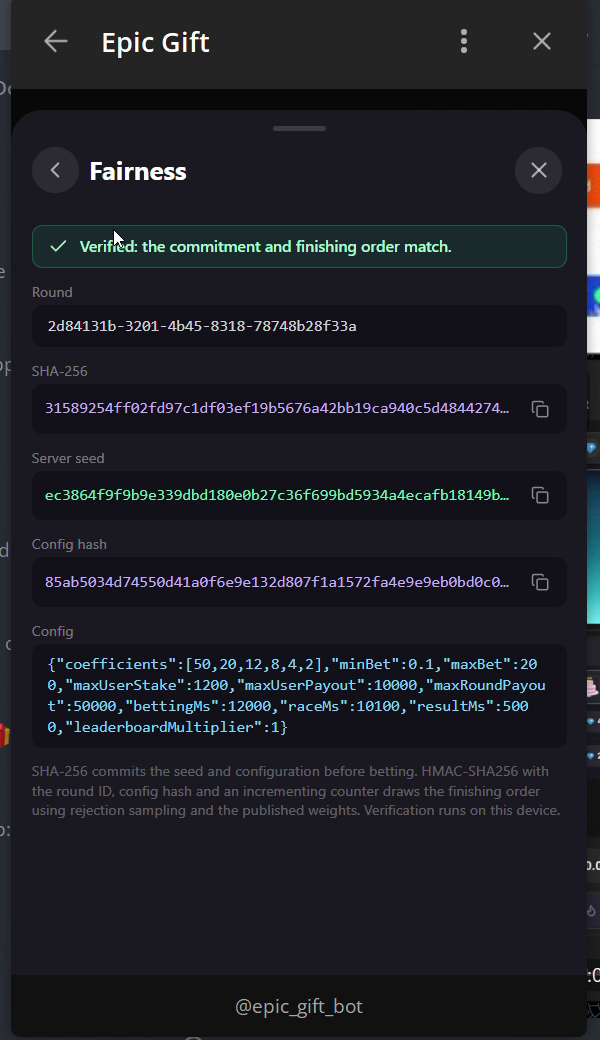 Epic Gift
Fairness
Verified: the commitment and finishing order match.
Round
2d84131b-3201-4b45-8318-78748b28f33a
SHA-256
31589254ff02fd97c1df03ef19b5676a42bb19ca940c5d4844274…
Server seed
ec3864f9f9b9e339dbd180e0b27c36f699bd5934a4ecafb18149b…
Config hash
85ab5034d74550d41a0f6e9e132d807f1a1572fa4e9e9eb0bd0c0…
Config
{"coefficients":[50,20,12,8,4,2],"minBet":0.1,"maxBet":20
0,"maxUserStake":1200,"maxUserPayout":10000,"maxRoundPayou
t":50000,"bettingMs":12000,"raceMs":10100,"resultMs":500
0,"leaderboardMultiplier":1}
SHA-256 commits the seed and configuration before betting. HMAC-SHA256 with
the round ID, config hash and an incrementing counter draws the finishing order
using rejection sampling and the published weights. Verification runs on this device.
@epic_gift_bot